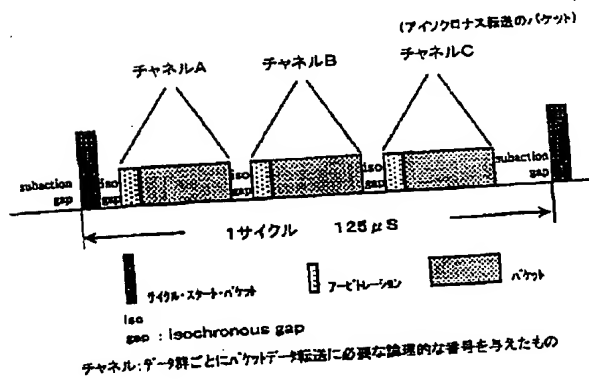 (アイソクロナス転送のパケット)
チャネルA
チャネルB
チャネルC
subaction
gap
iso
gap
iso
gap
iso
gap
subaction
gap
1サイクル 125μS
サイクル・スタート・パケット
アービトレーション
パケット
iso
gap : isochronous gap
チャネル:データ群ごとにパケットデータ転送に必要な論理的な番号を与えたもの